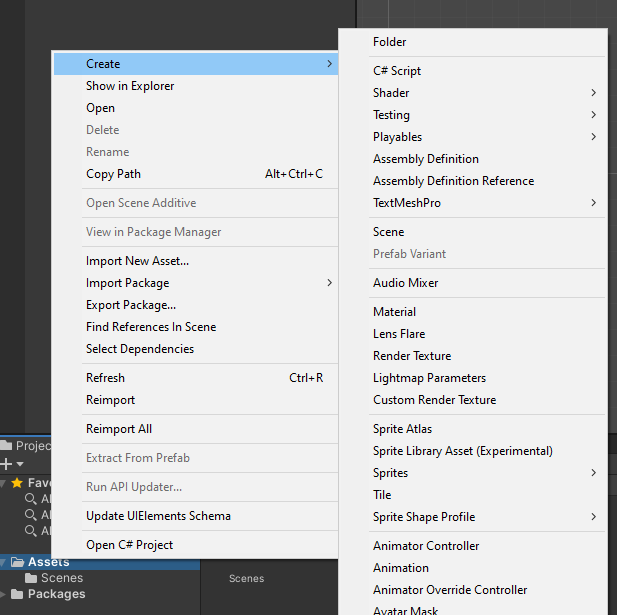 Create
Show in Explorer
Open
Delete
Rename
Copy Path Alt+Ctrl+C
Open Scene Additive
View in Package Manager
Import New Asset...
Import Package
Export Package...
Find References In Scene
Select Dependencies
Refresh Ctrl+R
Reimport
Reimport All
Extract From Prefab
Run API Updater...
Update UIElements Schema
Open C# Project
Folder
C# Script
Shader
Testing
Playables
Assembly Definition
Assembly Definition Reference
TextMeshPro
Scene
Prefab Variant
Audio Mixer
Material
Lens Flare
Render Texture
Lightmap Parameters
Custom Render Texture
Sprite Atlas
Sprite Library Asset (Experimental)
Sprites
Tile
Sprite Shape Profile
Animator Controller
Animation
Animator Override Controller
Avatar Mask
Projec
Favo
Assets
Scenes
Packages
Scenes